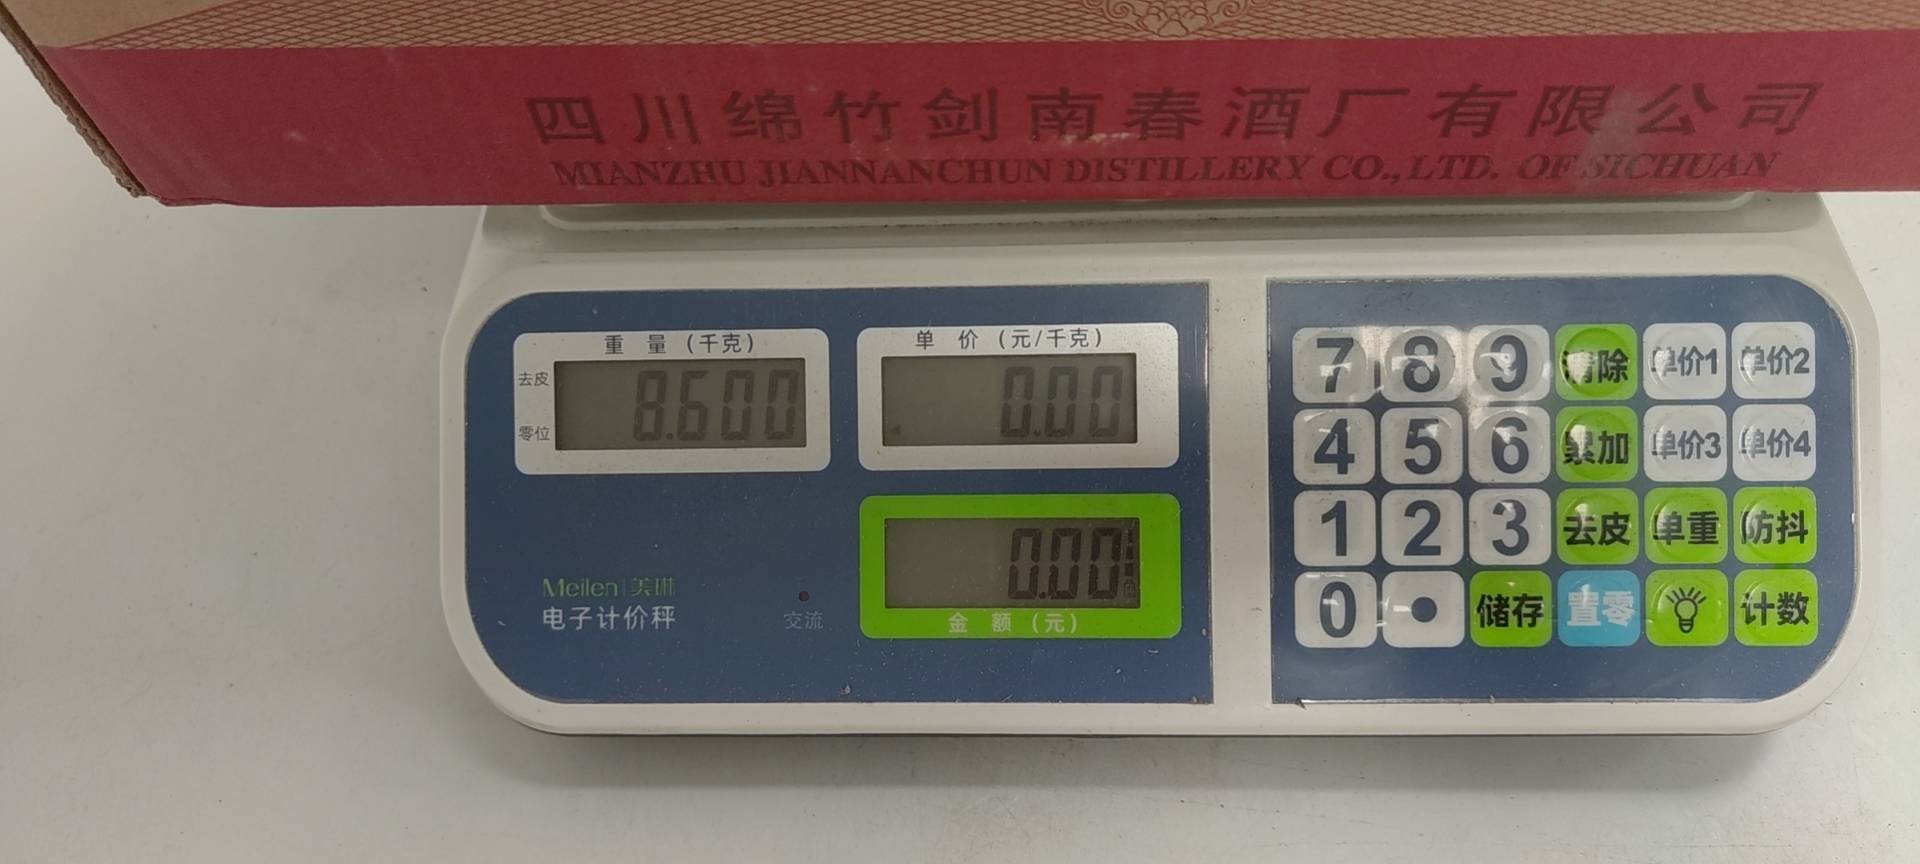 四川绵竹剑南春酒厂有限公司
MIANZHU JIANNANCHUN DISTILLERY CO., LTD. OF SICHUAN
重量(千克)
去皮
零位
8.600
单价(元/千克)
0.00
0.00
金额(元)
Meilen|美琳
电子计价秤
交流
7 8 9 清除 单价1 单价2
4 5 6 累加 单价3 单价4
1 2 3 去皮 单重 防抖
0 • 储存 置零 计数